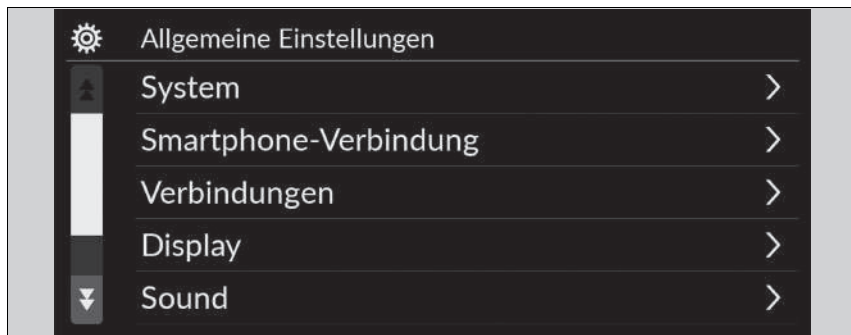 Allgemeine Einstellungen
System
Smartphone-Verbindung
Verbindungen
Display
Sound